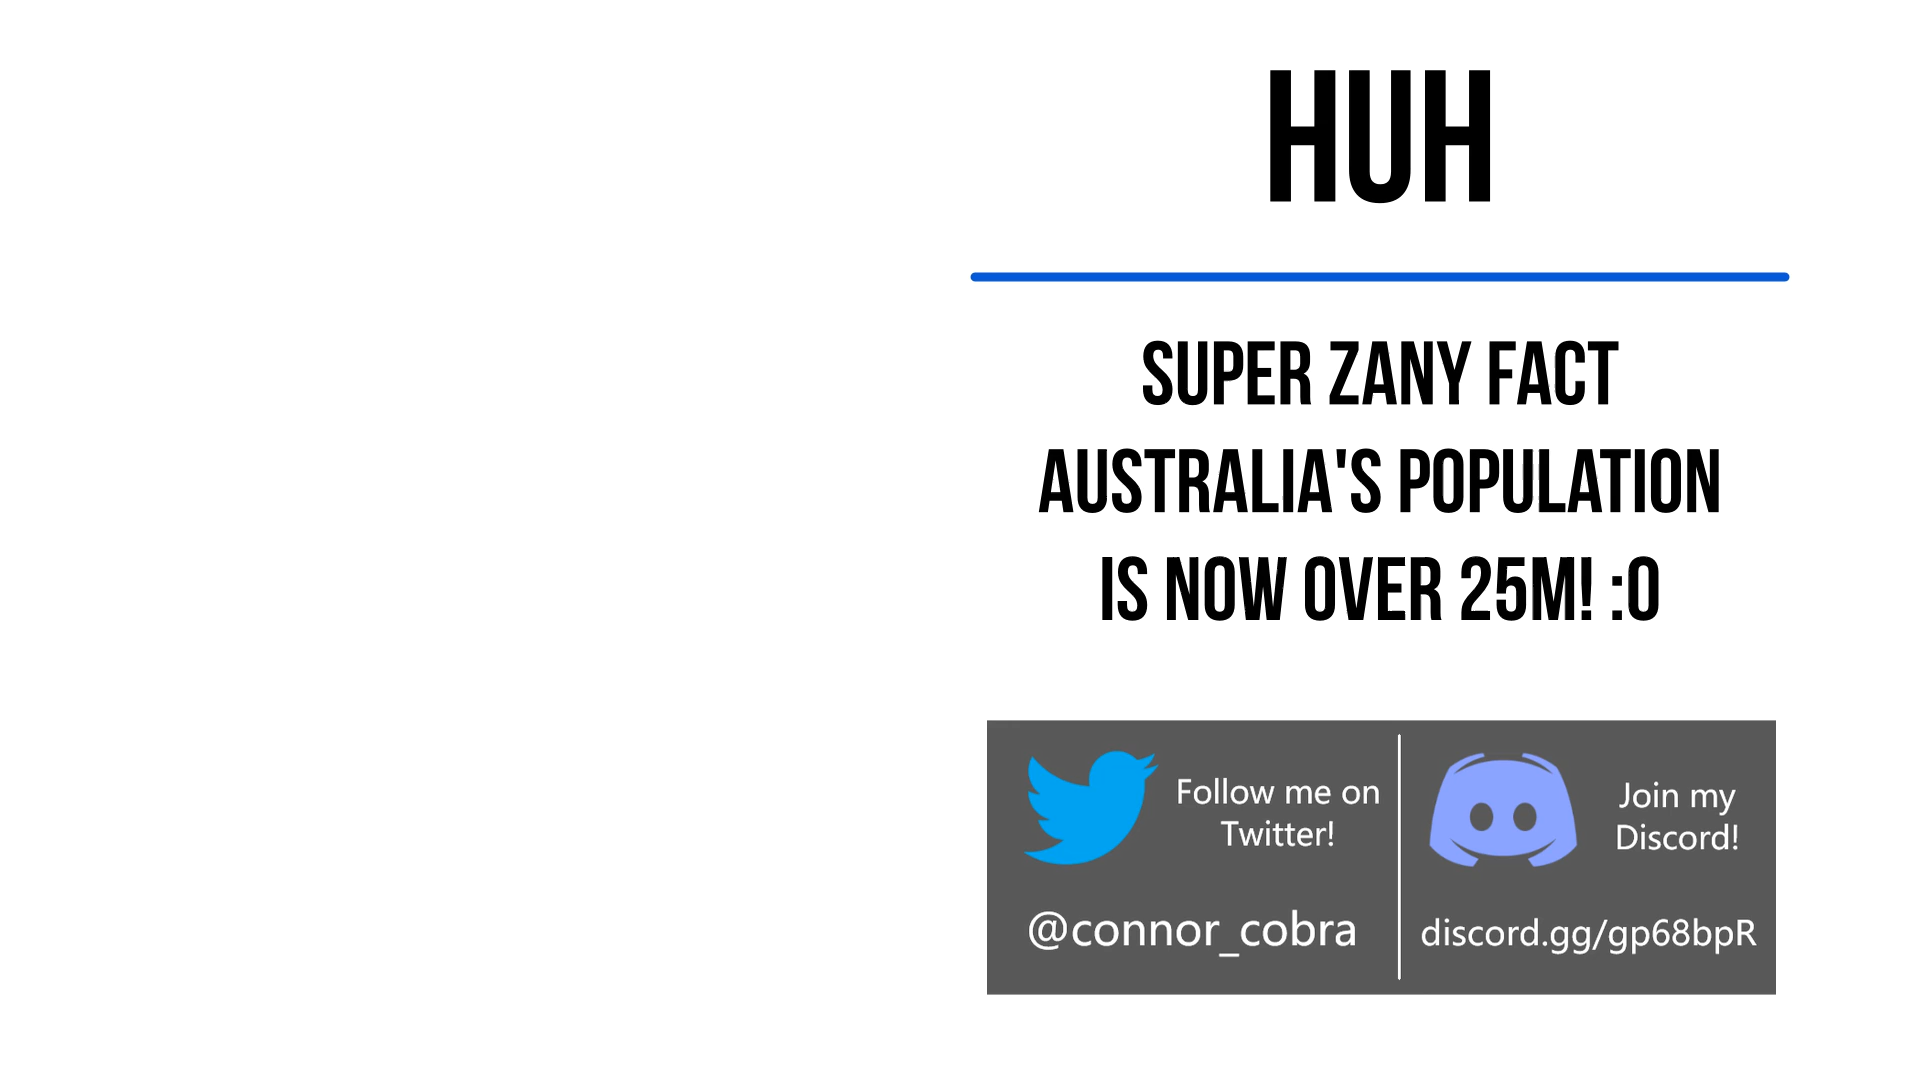 HUH
SUPER ZANY FACT
AUSTRALIA'S POPULATION
IS NOW OVER 25M! :O
Follow me on
Twitter!
@connor_cobra
Join my
Discord!
discord.gg/gp68bpR